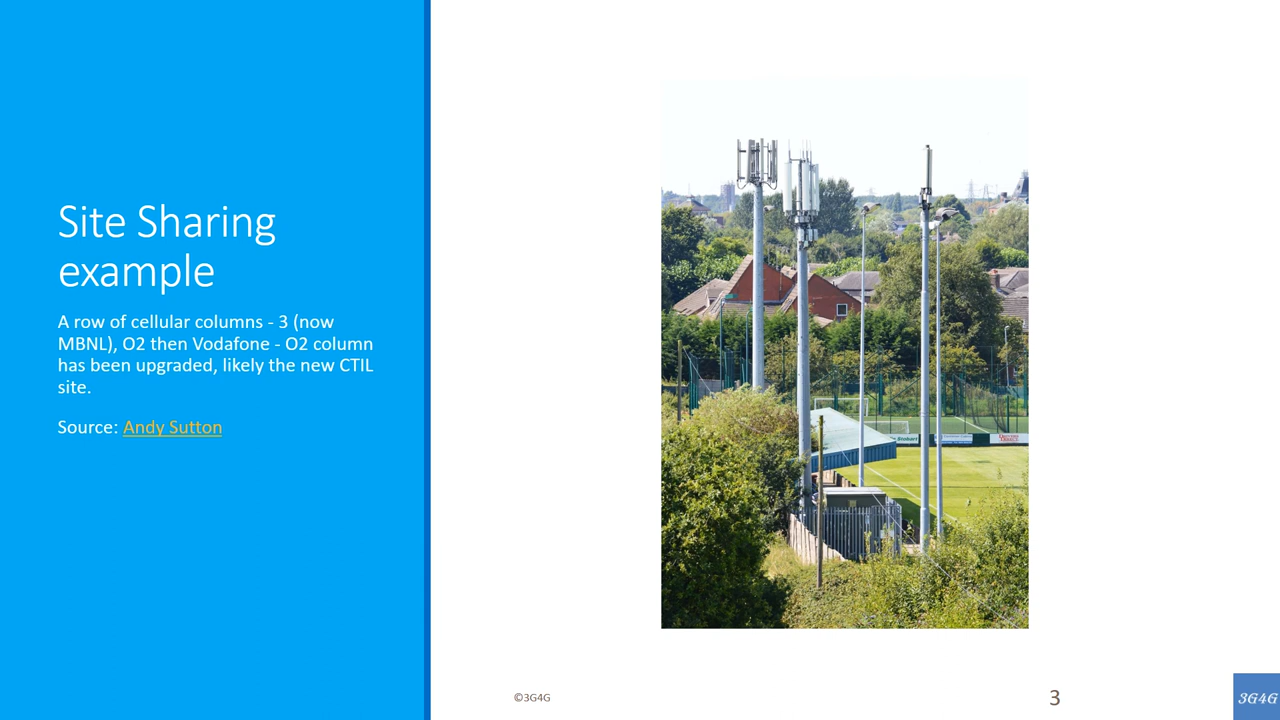 Site Sharing
example
A row of cellular columns - 3 (now
MBNL), O2 then Vodafone - O2 column
has been upgraded, likely the new CTIL
site.
Source: Andy Sutton
©3G4G
3
3G4G